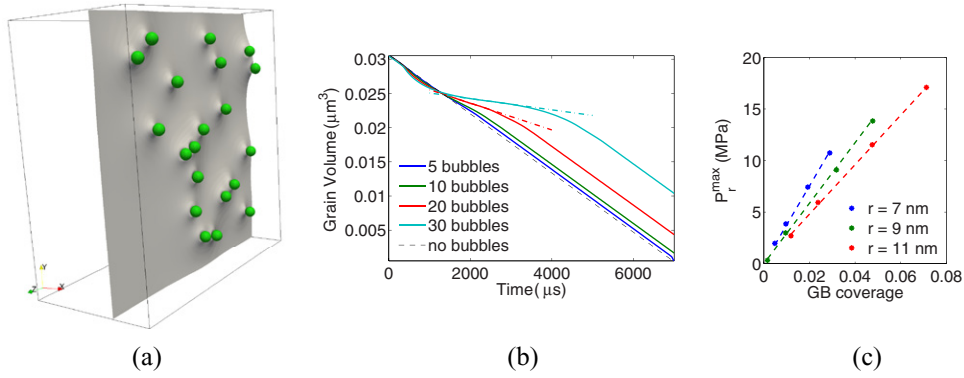 Y
X
Z
(a)
Grain Volume (μm³)
0.03
0.025
0.02
0.015
0.01
0.005
5 bubbles
10 bubbles
20 bubbles
30 bubbles
no bubbles
0 2000 4000 6000
Time( μs)
(b)
P_r^max (MPa)
20
15
10
5
0
r = 7 nm
r = 9 nm
r = 11 nm
0 0.02 0.04 0.06 0.08
GB coverage
(c)